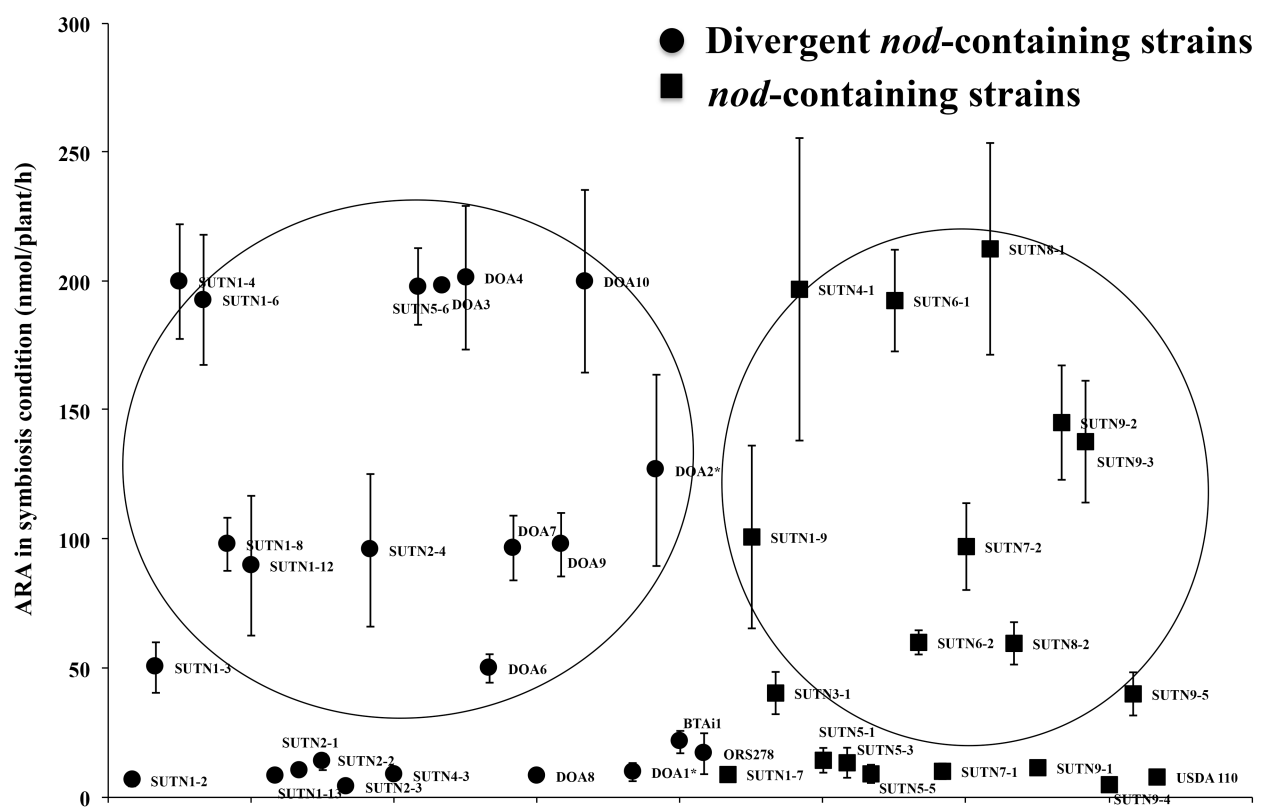 300
Divergent nod-containing strains
nod-containing strains
250
200
150
100
50
0
ARA in symbiosis condition (nmol/plant/h)
SUTN1-4
SUTN1-6
SUTN5-6
DOA3
DOA4
DOA10
SUTN4-1
SUTN6-1
SUTN8-1
SUTN9-2
SUTN9-3
DOA2*
SUTN1-8
SUTN1-12
SUTN2-4
DOA7
DOA9
SUTN1-9
SUTN7-2
SUTN1-3
DOA6
SUTN6-2
SUTN8-2
SUTN3-1
SUTN9-5
SUTN1-2
SUTN2-1
SUTN2-2
SUTN1-13
SUTN2-3
SUTN4-3
DOA8
DOA1*
BTAi1
ORS278
SUTN1-7
SUTN5-1
SUTN5-3
SUTN5-5
SUTN7-1
SUTN9-1
SUTN9-4
USDA 110